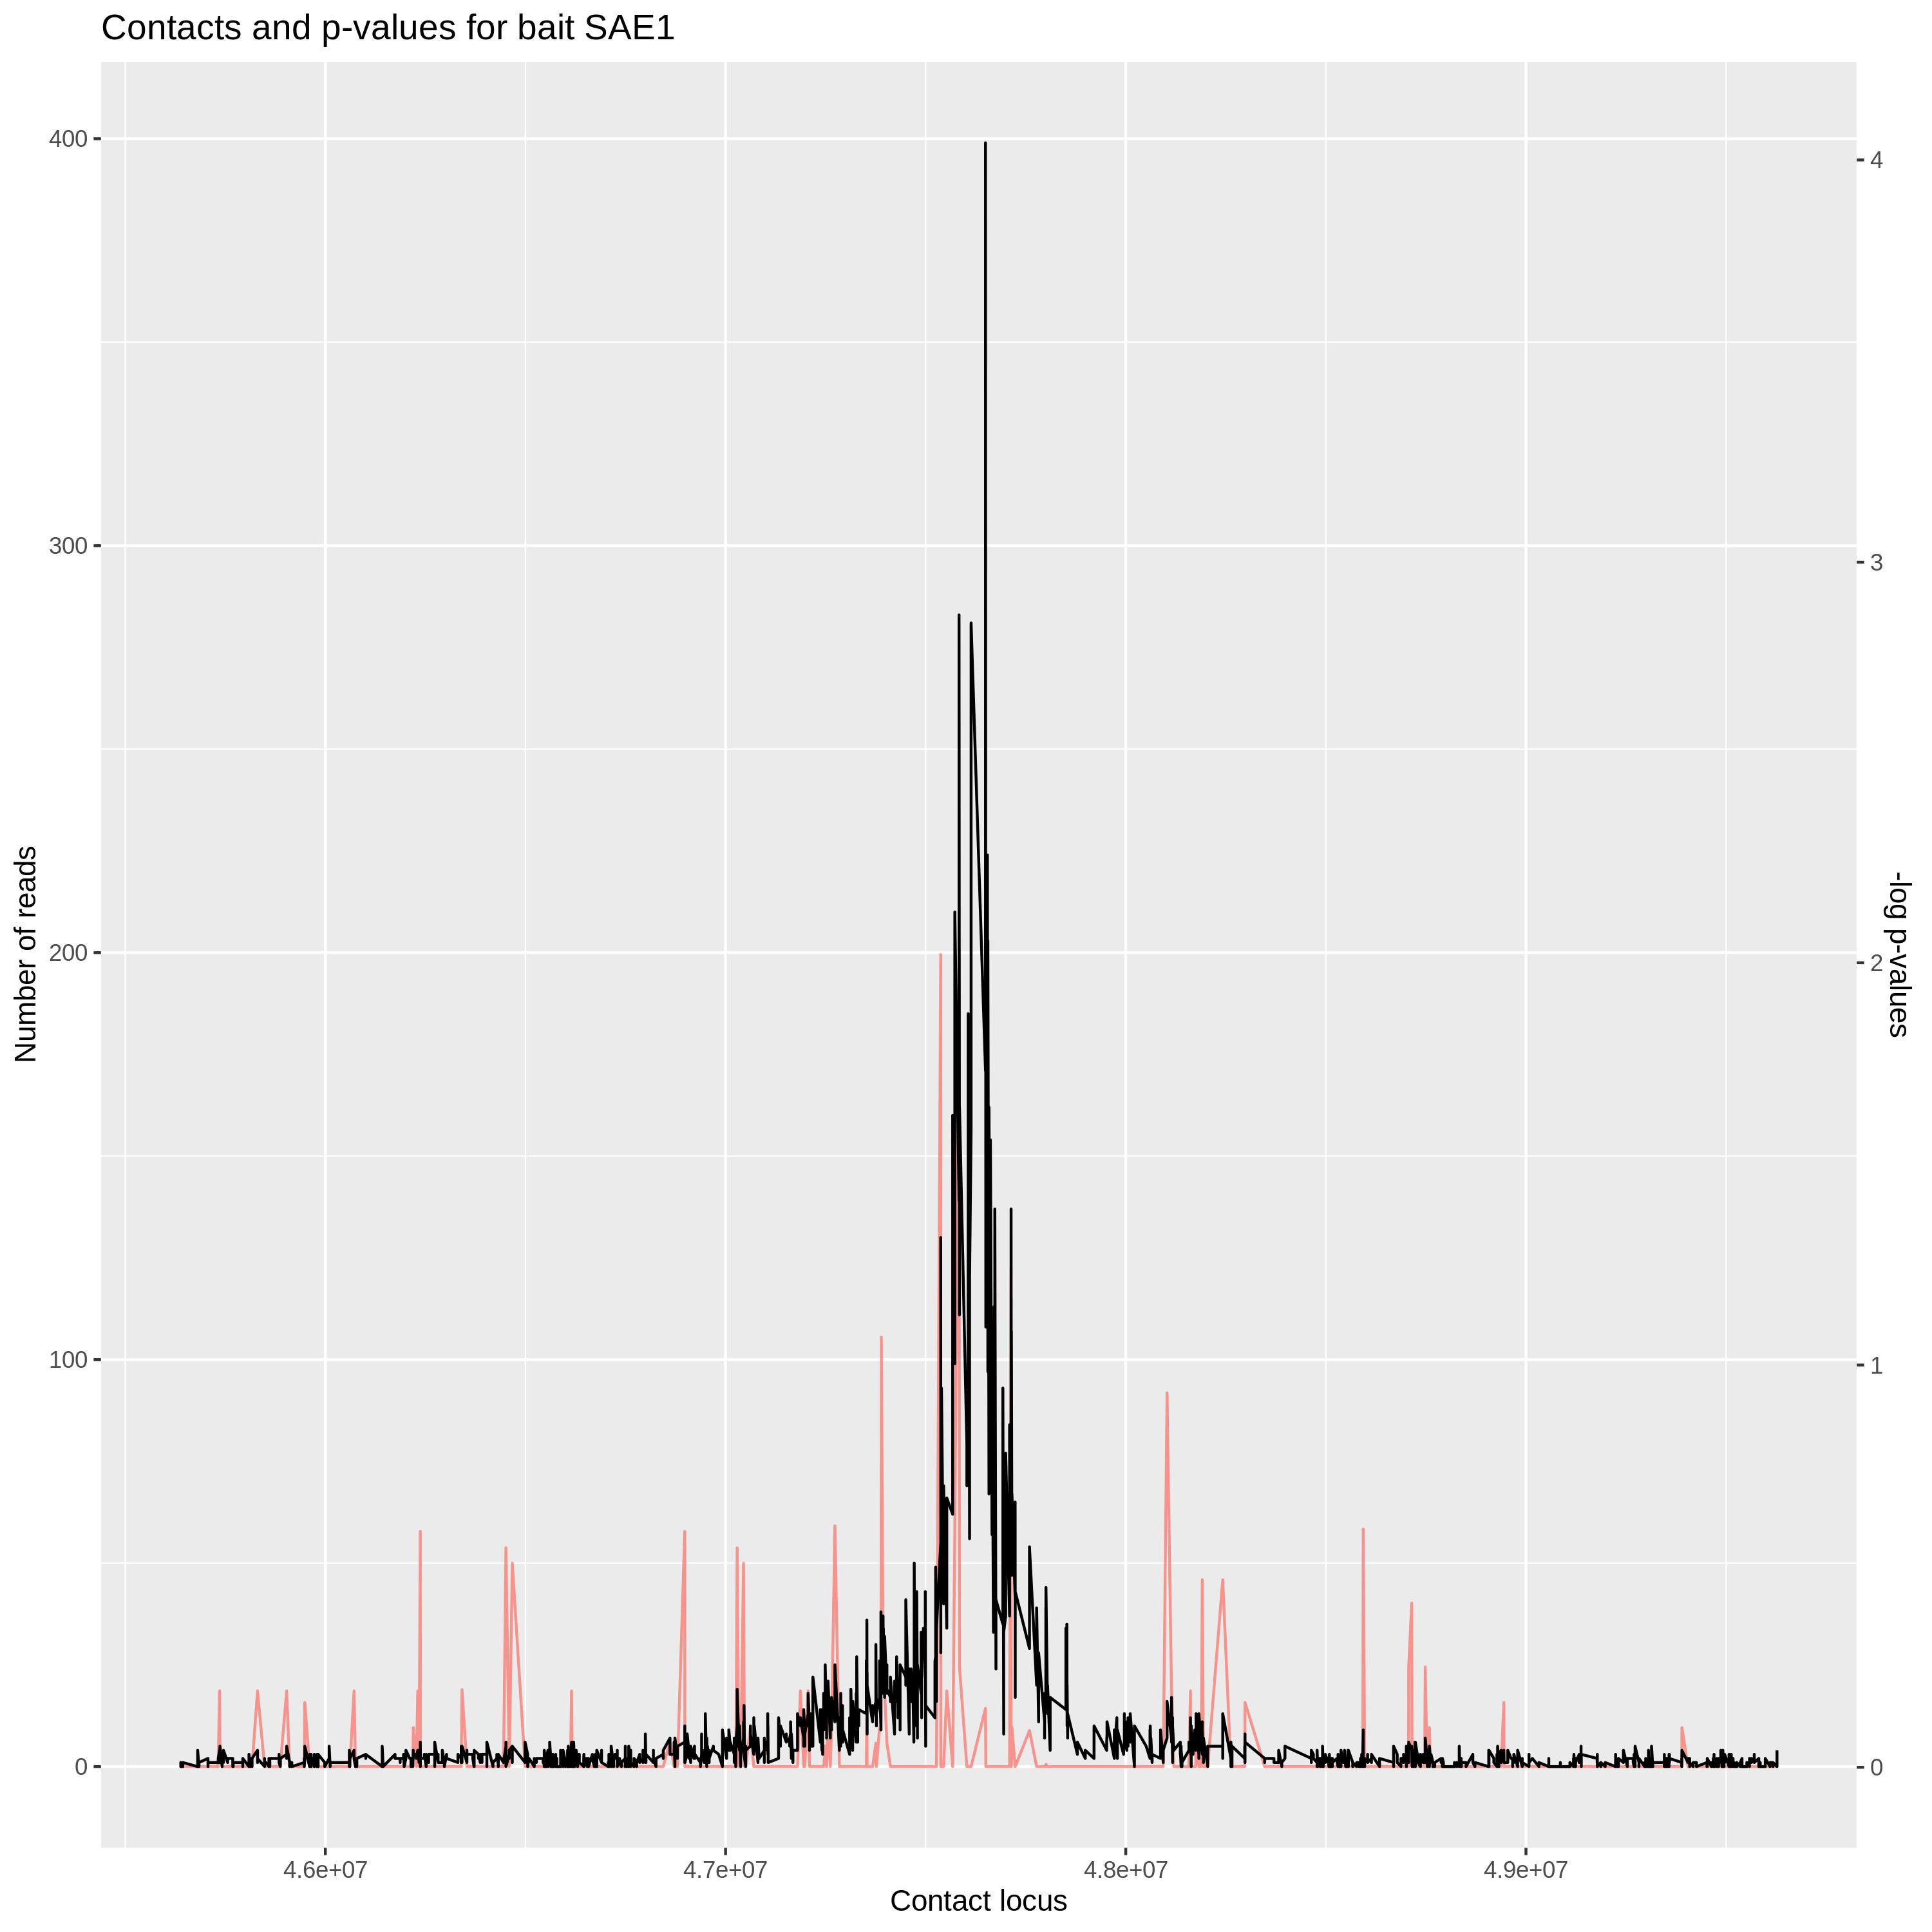 Contacts and p-values for bait SAE1
400
300
200
100
0
Number of reads
4
3
2
1
0
-log p-values
4.6e+07
4.7e+07
4.8e+07
4.9e+07
Contact locus